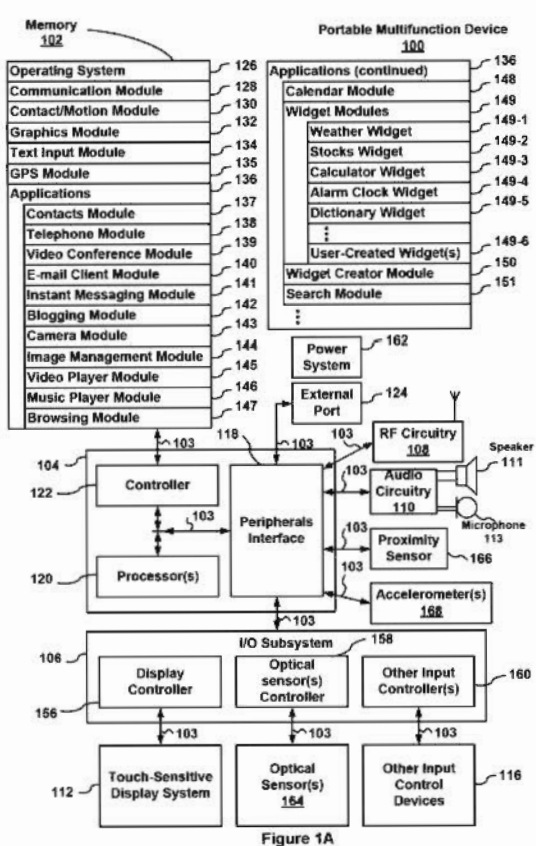 Memory
102
Operating System
126
Communication Module
128
Contact/Motion Module
130
Graphics Module
132
Text Input Module
134
GPS Module
135
Applications
136
Contacts Module
137
Telephone Module
138
Video Conference Module
139
E-mail Client Module
140
Instant Messaging Module
141
Blogging Module
142
Camera Module
143
Image Management Module
144
Video Player Module
145
Music Player Module
146
Browsing Module
147
Portable Multifunction Device
100
Applications (continued)
136
Calendar Module
148
Widget Modules
149
Weather Widget
149-1
Stocks Widget
149-2
Calculator Widget
149-3
Alarm Clock Widget
149-4
Dictionary Widget
149-5
User-Created Widget(s)
149-6
Widget Creator Module
150
Search Module
151
Power
System
162
External
Port
124
103
103
118
103
104
122
Controller
103
Peripherals
Interface
120
Processor(s)
RF Circuitry
108
103
Audio
Circuitry
110
Speaker
111
Microphone
113
103
Proximity
Sensor
166
103
Accelerometer(s)
168
103
I/O Subsystem
106
158
Display
Controller
156
Optical
sensor(s)
Controller
Other Input
Controller(s)
160
103
103
103
112
Touch-Sensitive
Display System
Optical
Sensor(s)
164
Other Input
Control
Devices
116
Figure 1A